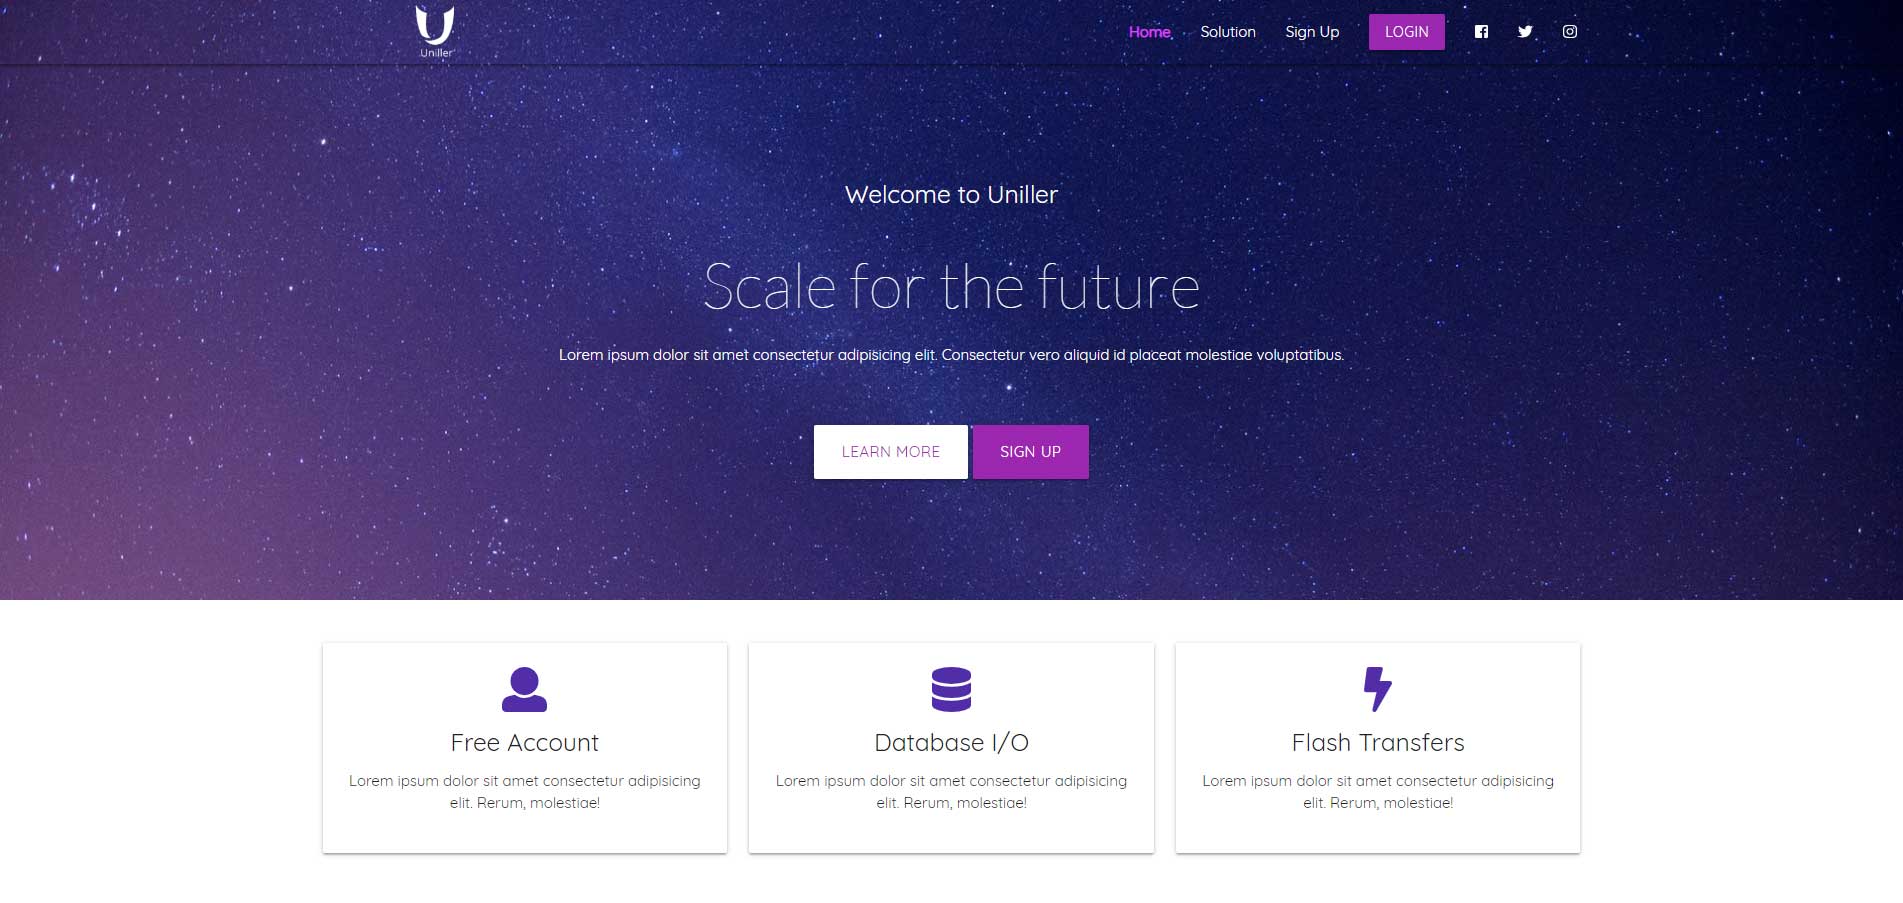 Uniller
Home Solution Sign Up LOGIN
Welcome to Uniller
Scale for the future
Lorem ipsum dolor sit amet consectetur adipisicing elit. Consectetur vero aliquid id placeat molestiae voluptatibus.
LEARN MORE SIGN UP
Free Account
Lorem ipsum dolor sit amet consectetur adipisicing
elit. Rerum, molestiae!
Database I/O
Lorem ipsum dolor sit amet consectetur adipisicing
elit. Rerum, molestiae!
Flash Transfers
Lorem ipsum dolor sit amet consectetur adipisicing
elit. Rerum, molestiae!